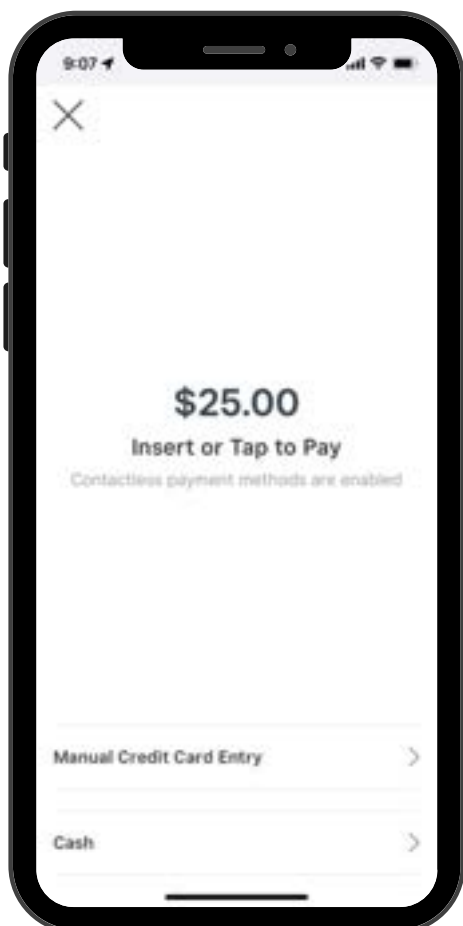 9:07
$25.00
Insert or Tap to Pay
Contactless payment methods are enabled
Manual Credit Card Entry
Cash